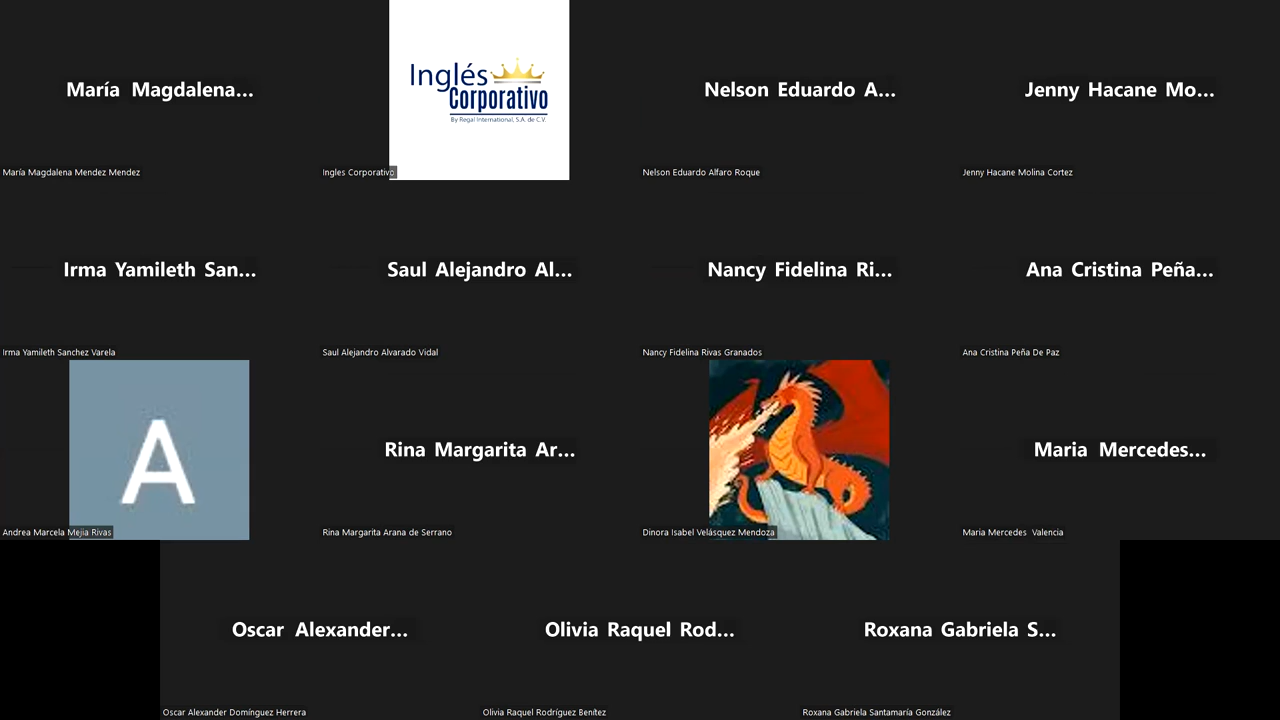 María Magdalena...
Inglés
Corporativo
By Regal International, S.A. de C.V.
Nelson Eduardo A...
Jenny Hacane Mo...
María Magdalena Mendez Mendez
Ingles Corporativo
Nelson Eduardo Alfaro Roque
Jenny Hacane Molina Cortez
Irma Yamileth San...
Saul Alejandro Al...
Nancy Fidelina Ri...
Ana Cristina Peña...
Irma Yamileth Sanchez Varela
Saul Alejandro Alvarado Vidal
Nancy Fidelina Rivas Granados
Ana Cristina Peña De Paz
A
Rina Margarita Ar...
Maria Mercedes...
Andrea Marcela Mejia Rivas
Rina Margarita Arana de Serrano
Dinora Isabel Velásquez Mendoza
Maria Mercedes Valencia
Oscar Alexander...
Olivia Raquel Rod...
Roxana Gabriela S...
Oscar Alexander Domínguez Herrera
Olivia Raquel Rodríguez Benítez
Roxana Gabriela Santamaría González